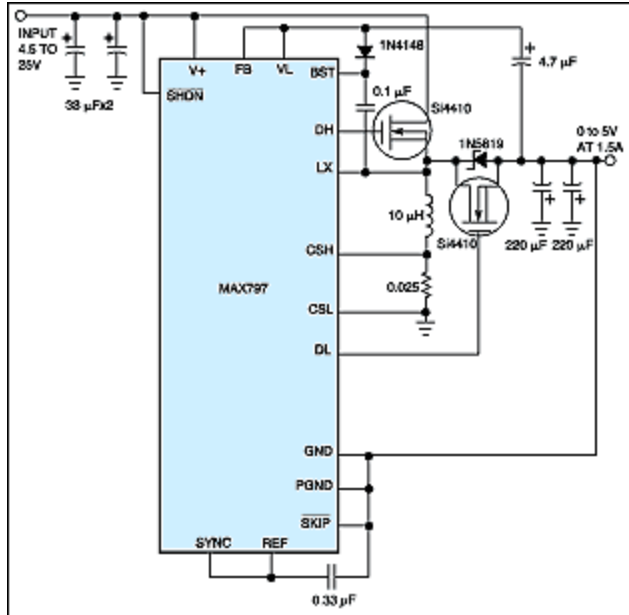 INPUT
4.5 TO
25V
38 µFx2
V+
FB
VL
SHDN
BST
1N4148
0.1 µF
4.7 µF
Si4410
DH
LX
1N5819
0 to 5V
AT 1.5A
10 µH
Si4410
220 µF
220 µF
CSH
MAX797
0.025
CSL
DL
GND
PGND
SKIP
SYNC
REF
0.33 µF